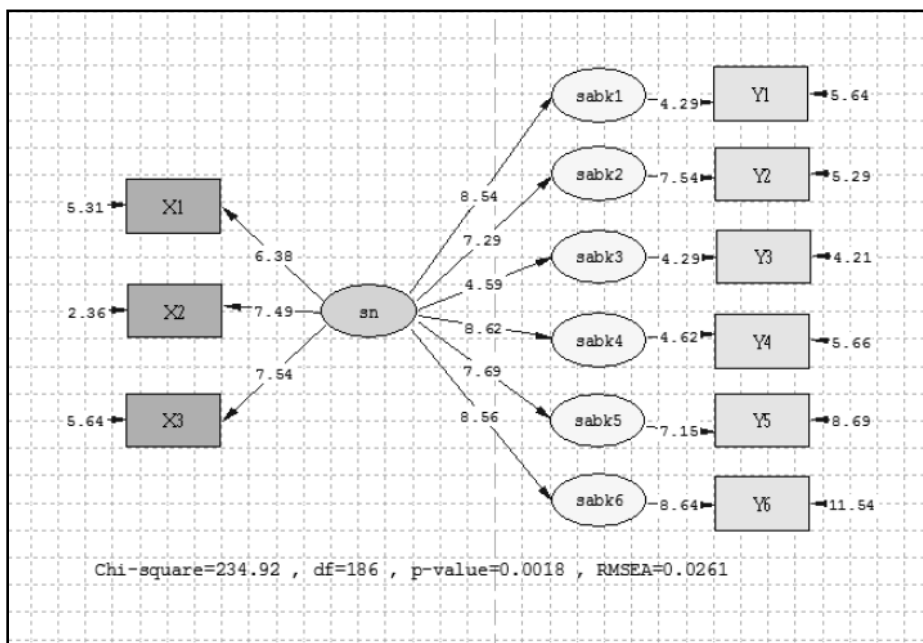 sabk1
4.29
Y1
5.64
sabk2
7.54
Y2
5.29
8.54
5.31
X1
7.29
6.38
sabk3
4.29
Y3
4.21
4.59
2.36
X2
7.49
sn
8.62
sabk4
4.62
Y4
5.66
7.54
7.69
5.64
X3
8.56
sabk5
7.15
Y5
8.69
sabk6
8.64
Y6
11.54
Chi-square=234.92 , df=186 , p-value=0.0018 , RMSEA=0.0261